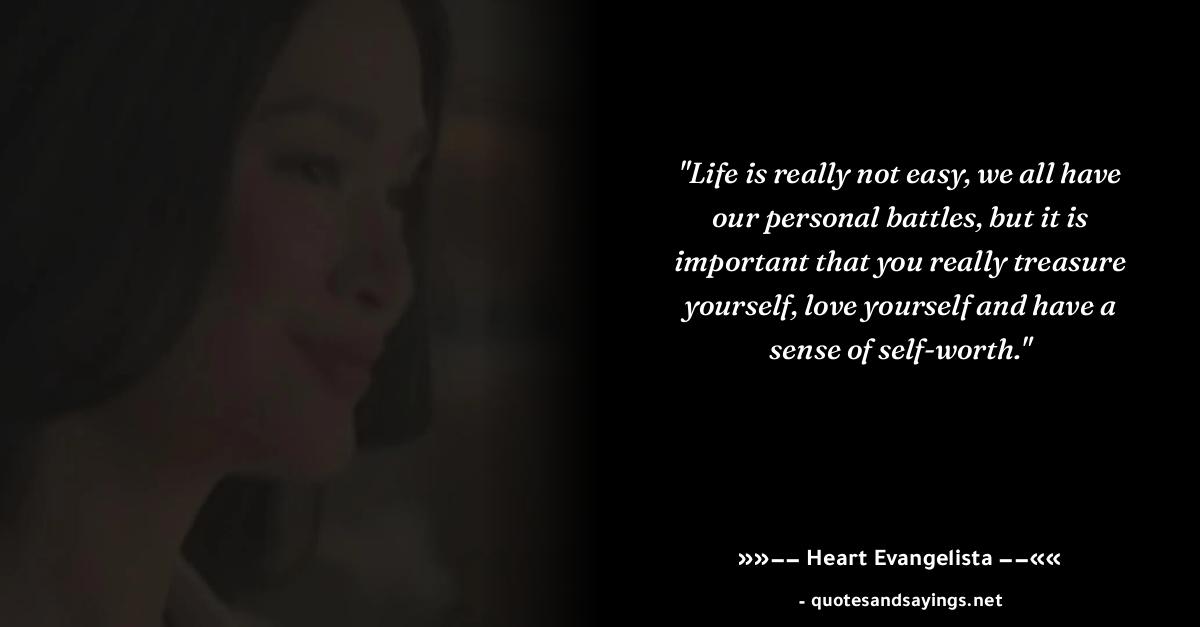 "Life is really not easy, we all have
our personal battles, but it is
important that you really treasure
yourself, love yourself and have a
sense of self-worth."
»»−− Heart Evangelista −−««
- quotesandsayings.net